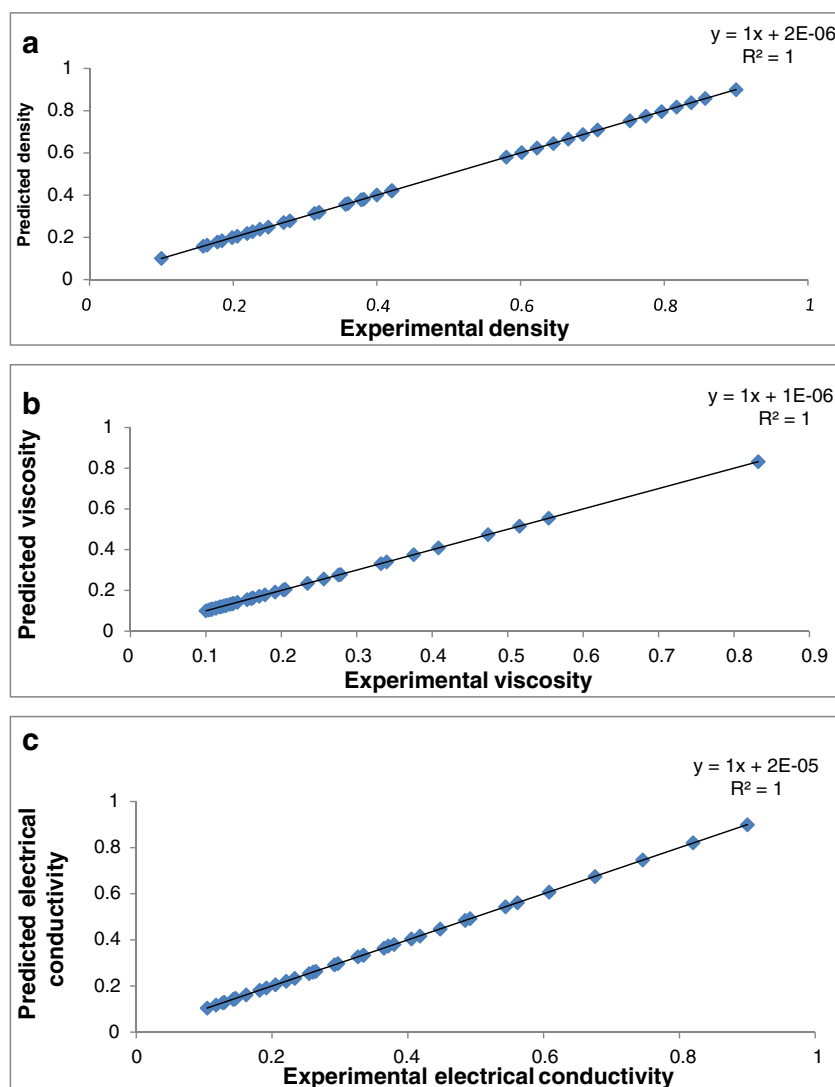 a
y = 1x + 2E-06
R² = 1
Predicted density
1
0.8
0.6
0.4
0.2
0
0 0.2 0.4 0.6 0.8 1
Experimental density
b
y = 1x + 1E-06
R² = 1
Predicted viscosity
1
0.8
0.6
0.4
0.2
0
0 0.1 0.2 0.3 0.4 0.5 0.6 0.7 0.8 0.9
Experimental viscosity
c
y = 1x + 2E-05
R² = 1
Predicted electrical
conductivity
1
0.8
0.6
0.4
0.2
0
0 0.2 0.4 0.6 0.8 1
Experimental electrical conductivity